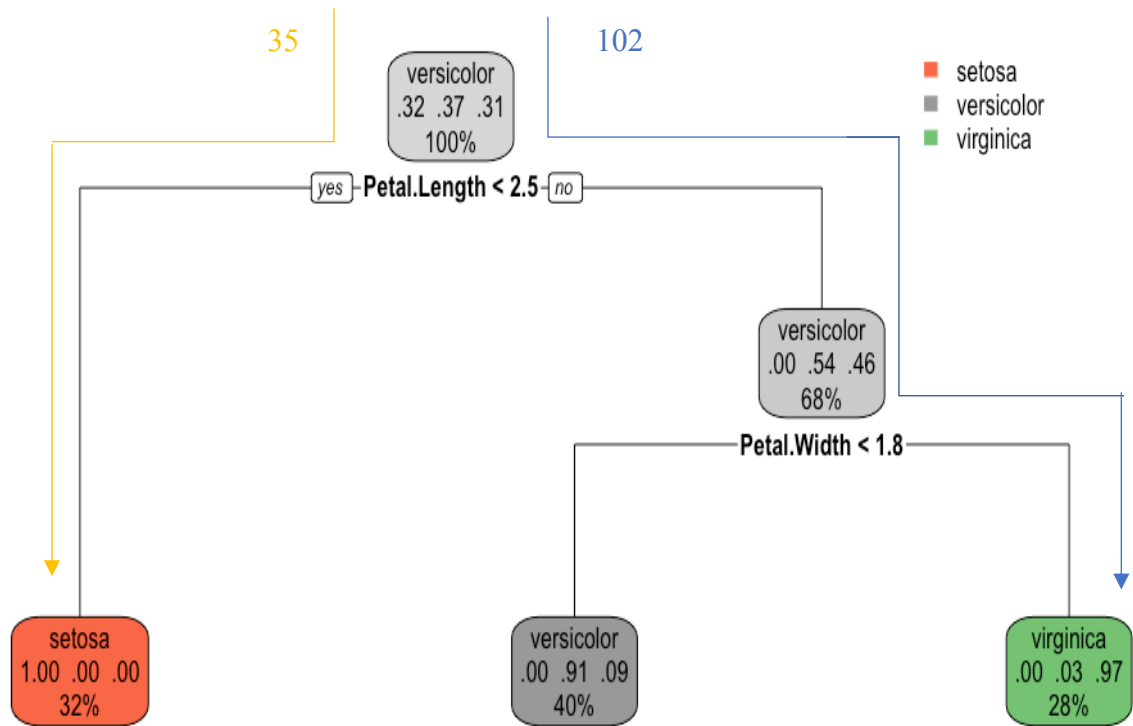 35
102
versicolor
.32 .37 .31
100%
setosa
versicolor
virginica
yes Petal.Length < 2.5 no
versicolor
.00 .54 .46
68%
Petal.Width < 1.8
setosa
1.00 .00 .00
32%
versicolor
.00 .91 .09
40%
virginica
.00 .03 .97
28%